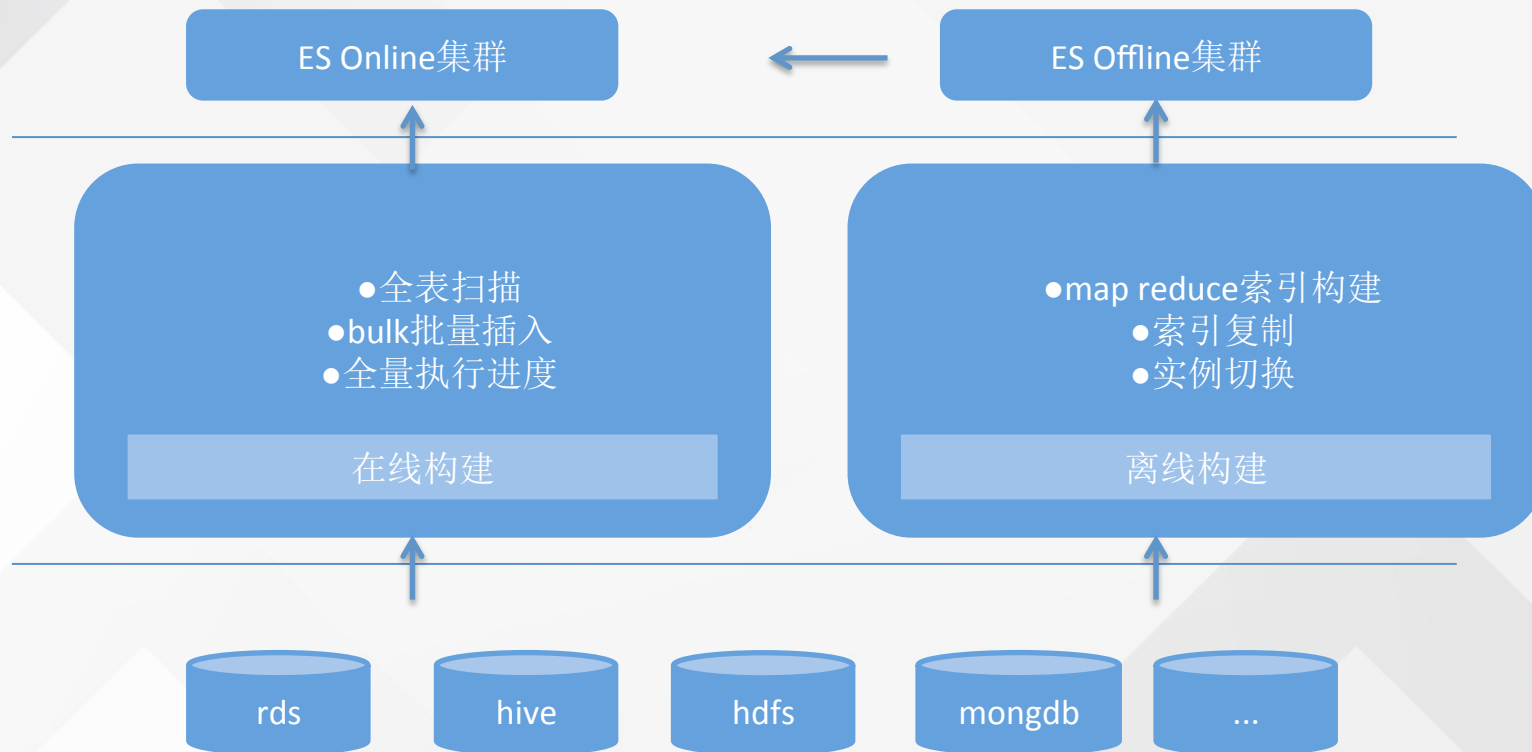 ES Online集群
ES Offline集群
●全表扫描
●bulk批量插入
●全量执行进度
在线构建
●map reduce索引构建
●索引复制
●实例切换
离线构建
rds
hive
hdfs
mongdb
...